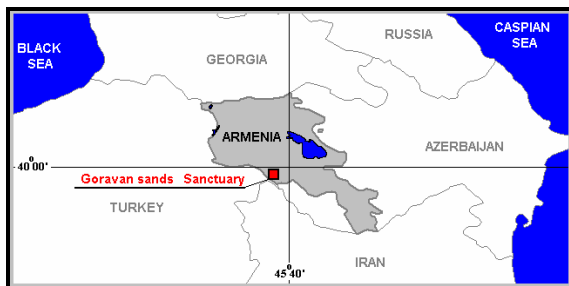 RUSSIA
CASPIAN
SEA
BLACK
SEA
GEORGIA
ARMENIA
AZERBAIJAN
40°00'
Goravan sands Sanctuary
TURKEY
IRAN
45°40'